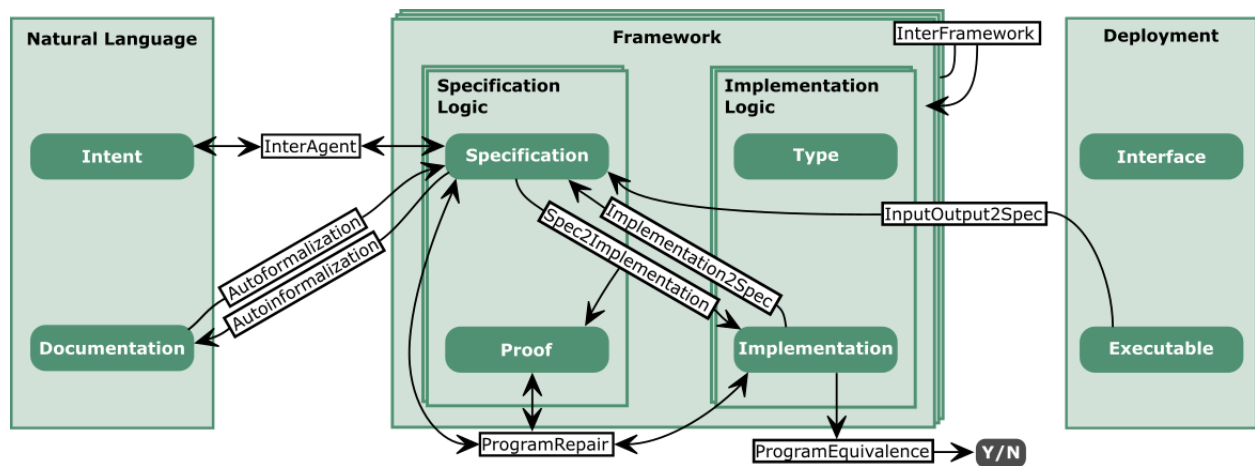 Natural Language
Framework
InterFramework
Deployment
Specification
Logic
Implementation
Logic
Intent
InterAgent
Specification
Type
Interface
InputOutput2Spec
Autoformalization
Autoinformalization
Spec2Implementation
Implementation2Spec
Documentation
Proof
Implementation
Executable
ProgramRepair
ProgramEquivalence
Y/N